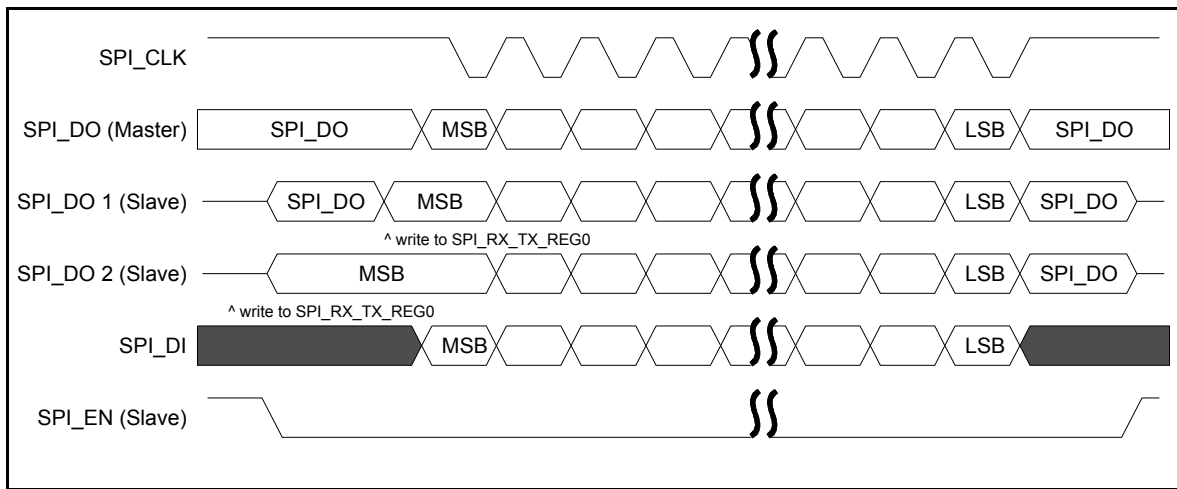 SPI_CLK
SPI_DO (Master) SPI_DO MSB LSB SPI_DO
SPI_DO 1 (Slave) SPI_DO MSB LSB SPI_DO
^ write to SPI_RX_TX_REG0
SPI_DO 2 (Slave) MSB LSB SPI_DO
^ write to SPI_RX_TX_REG0
SPI_DI MSB LSB
SPI_EN (Slave)